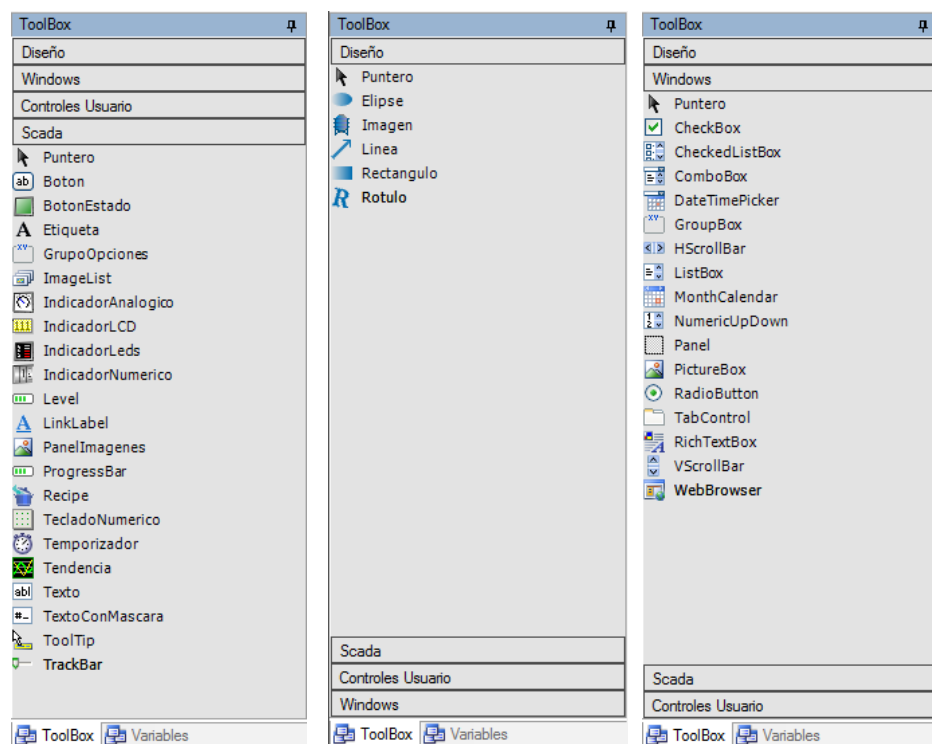 ToolBox
Diseño
Windows
Controles Usuario
Scada
Puntero
Boton
BotonEstado
Etiqueta
GrupoOpciones
ImageList
IndicadorAnalogico
IndicadorLCD
IndicadorLeds
IndicadorNumerico
Level
LinkLabel
PanelImagenes
ProgressBar
Recipe
TecladoNumerico
Temporizador
Tendencia
Texto
TextoConMascara
ToolTip
TrackBar
ToolBox Variables
ToolBox
Diseño
Puntero
Elipse
Imagen
Linea
Rectangulo
Rotulo
Scada
Controles Usuario
Windows
ToolBox Variables
ToolBox
Diseño
Windows
Puntero
CheckBox
CheckedListBox
ComboBox
DateTimePicker
GroupBox
HScrollBar
ListBox
MonthCalendar
NumericUpDown
Panel
PictureBox
RadioButton
TabControl
RichTextBox
VScrollBar
WebBrowser
Scada
Controles Usuario
ToolBox Variables